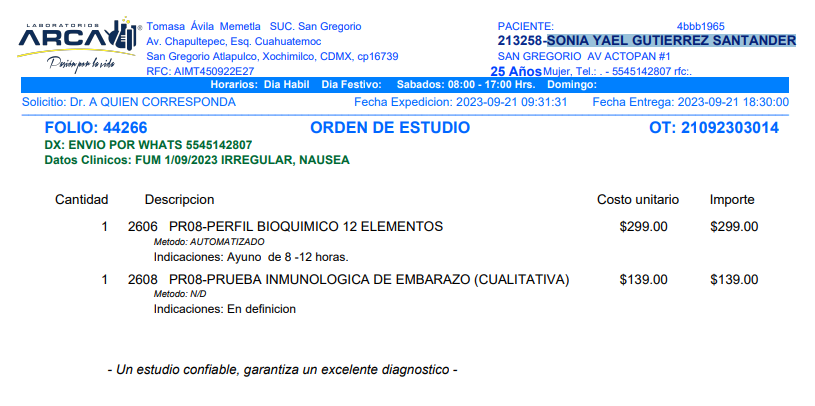 LABORATORIOS
ARCA
Pasión por la vida
Tomasa Ávila Memetla SUC. San Gregorio
Av. Chapultepec, Esq. Cuahuatemoc
San Gregorio Atlapulco, Xochimilco, CDMX, cp16739
RFC: AIMT450922E27
PACIENTE: 4bbb1965
213258-SONIA YAEL GUTIERREZ SANTANDER
SAN GREGORIO AV ACTOPAN #1
25 Años Mujer, Tel.: . - 5545142807 rfc:.
Horarios: Dia Habil Dia Festivo: Sabados: 08:00 - 17:00 Hrs. Domingo:
Solicitio: Dr. A QUIEN CORRESPONDA Fecha Expedicion: 2023-09-21 09:31:31 Fecha Entrega: 2023-09-21 18:30:00
FOLIO: 44266 ORDEN DE ESTUDIO OT: 21092303014
DX: ENVIO POR WHATS 5545142807
Datos Clinicos: FUM 1/09/2023 IRREGULAR, NAUSEA
Cantidad Descripcion Costo unitario Importe
1 2606 PR08-PERFIL BIOQUIMICO 12 ELEMENTOS $299.00 $299.00
Metodo: AUTOMATIZADO
Indicaciones: Ayuno de 8 -12 horas.
1 2608 PR08-PRUEBA INMUNOLOGICA DE EMBARAZO (CUALITATIVA) $139.00 $139.00
Metodo: N/D
Indicaciones: En definicion
- Un estudio confiable, garantiza un excelente diagnostico -